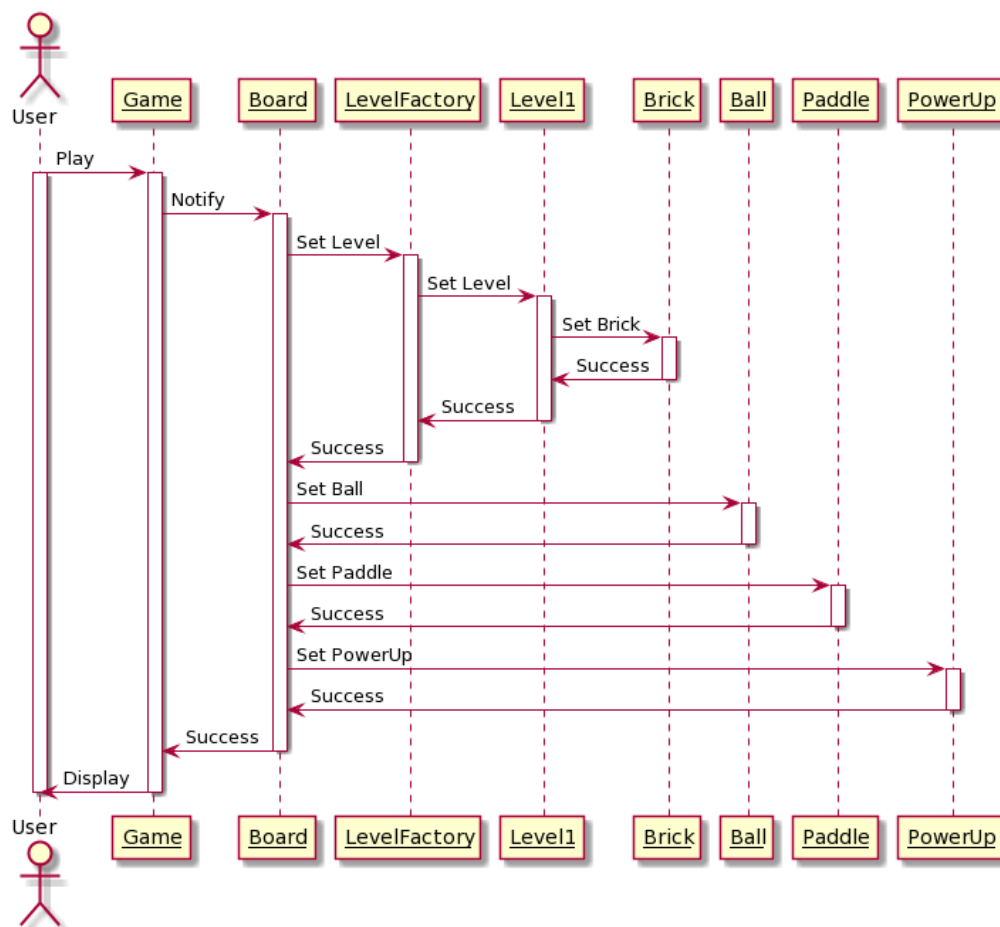 User
Game
Board
LevelFactory
Level1
Brick
Ball
Paddle
PowerUp
Play
Notify
Set Level
Set Level
Set Brick
Success
Success
Success
Set Ball
Success
Set Paddle
Success
Set PowerUp
Success
Success
Display
User
Game
Board
LevelFactory
Level1
Brick
Ball
Paddle
PowerUp